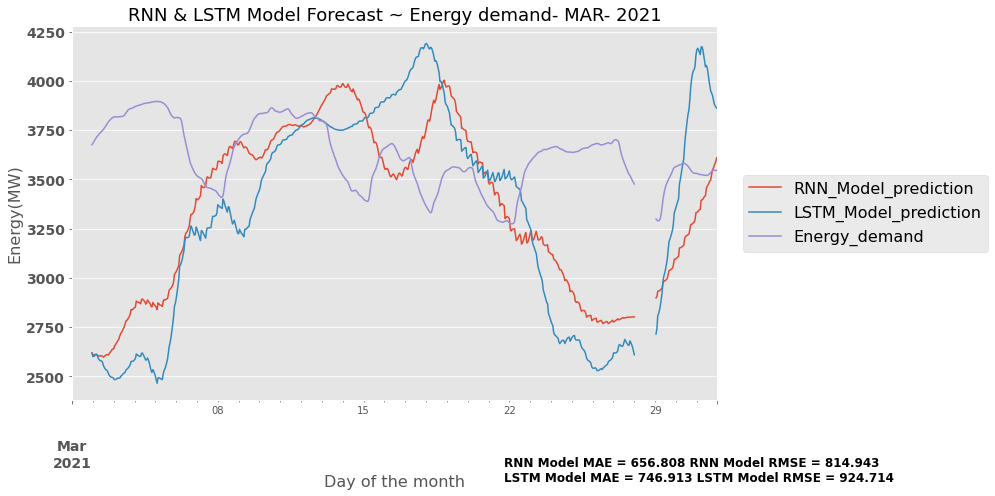 RNN & LSTM Model Forecast ~ Energy demand- MAR- 2021
4250
4000
3750
3500
3250
3000
2750
2500
Energy(MW)
08
15
22
29
Mar
2021
Day of the month
RNN_Model_prediction
LSTM_Model_prediction
Energy_demand
RNN Model MAE = 656.808 RNN Model RMSE = 814.943
LSTM Model MAE = 746.913 LSTM Model RMSE = 924.714